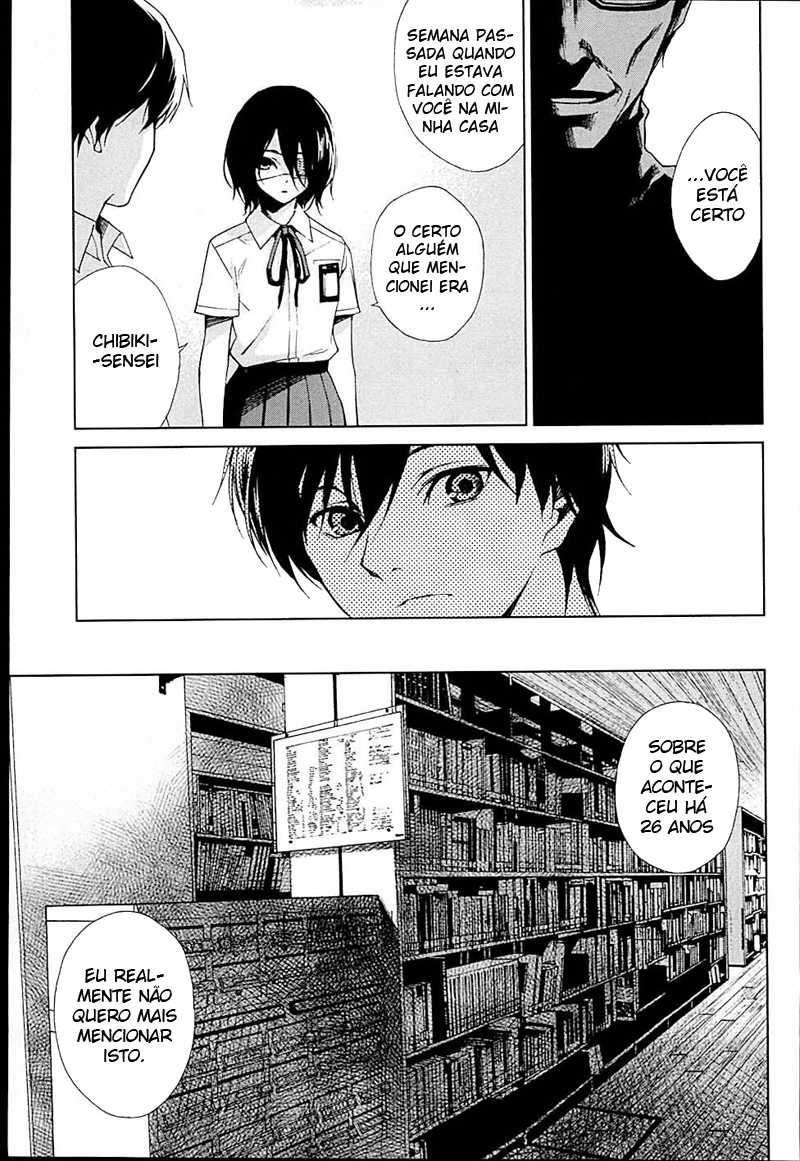 ...VOCÊ
ESTÁ
CERTO
SEMANA PAS-
SADA QUANDO
EU ESTAVA
FALANDO COM
VOCÊ NA MI-
NHA CASA
O CERTO
ALGUÉM
QUE MEN-
CIONEI ERA
...
CHIBIKI-
-SENSEI
SOBRE
O QUE
ACONTE-
CEU HÁ
26 ANOS
EU REAL-
MENTE NÃO
QUERO MAIS
MENCIONAR
ISTO.